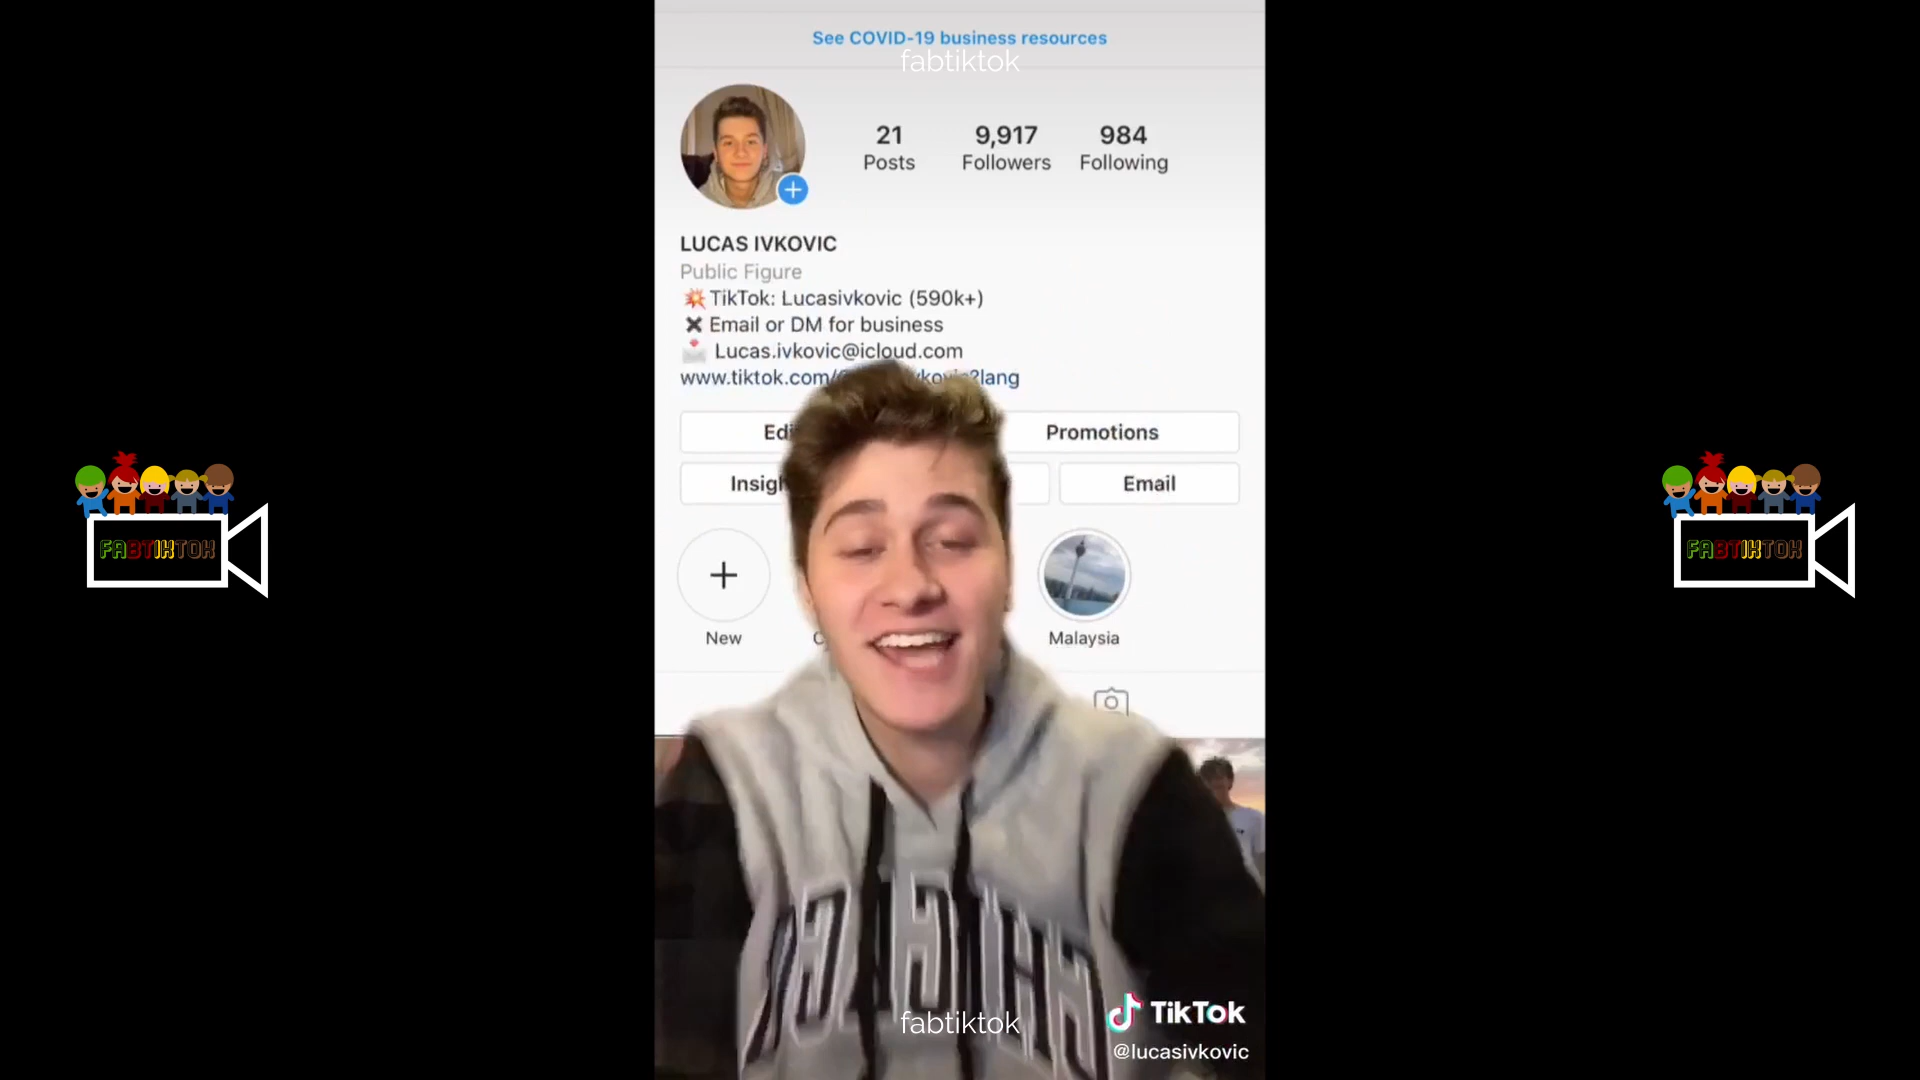 See COVID-19 business resources
fabtiktok
21
Posts
9,917
Followers
984
Following
LUCAS IVKOVIC
Public Figure
TikTok: Lucasivkovic (590k+)
Email or DM for business
Lucas.ivkovic@icloud.com
www.tiktok.com/
?lang
Promotions
Email
New
Malaysia
FABTIKTOK
FABTIKTOK
fabtiktok
TikTok
@lucasivkovic